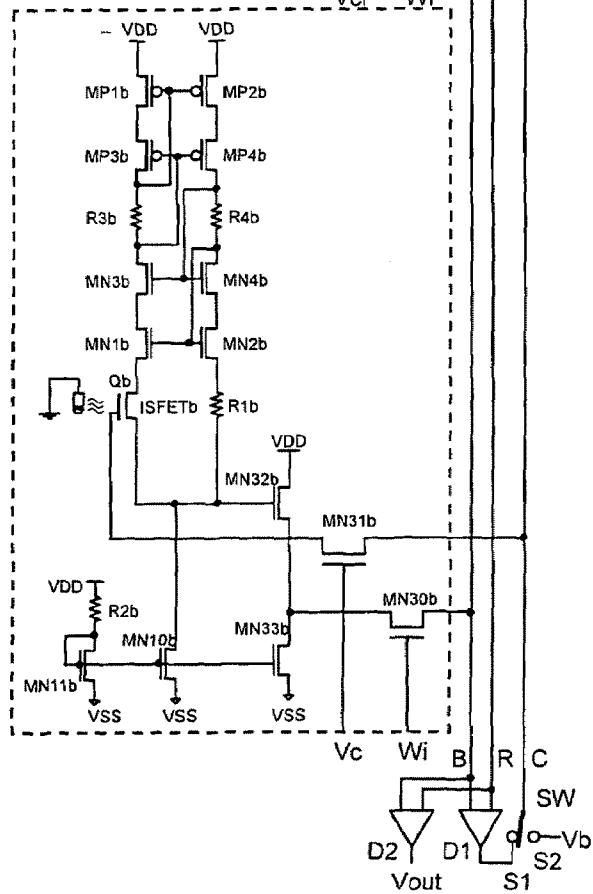 VDD VDD
MP1b MP2b
MP3b MP4b
R3b R4b
MN3b MN4b
MN1b MN2b
Qb
ISFETb R1b
VDD
MN32b
MN31b
VDD
R2b
MN30b
MN10b MN33b
MN11b
VSS VSS VSS
Vc Wi B R C
SW
Vb
D2 D1 S2
Vout S1